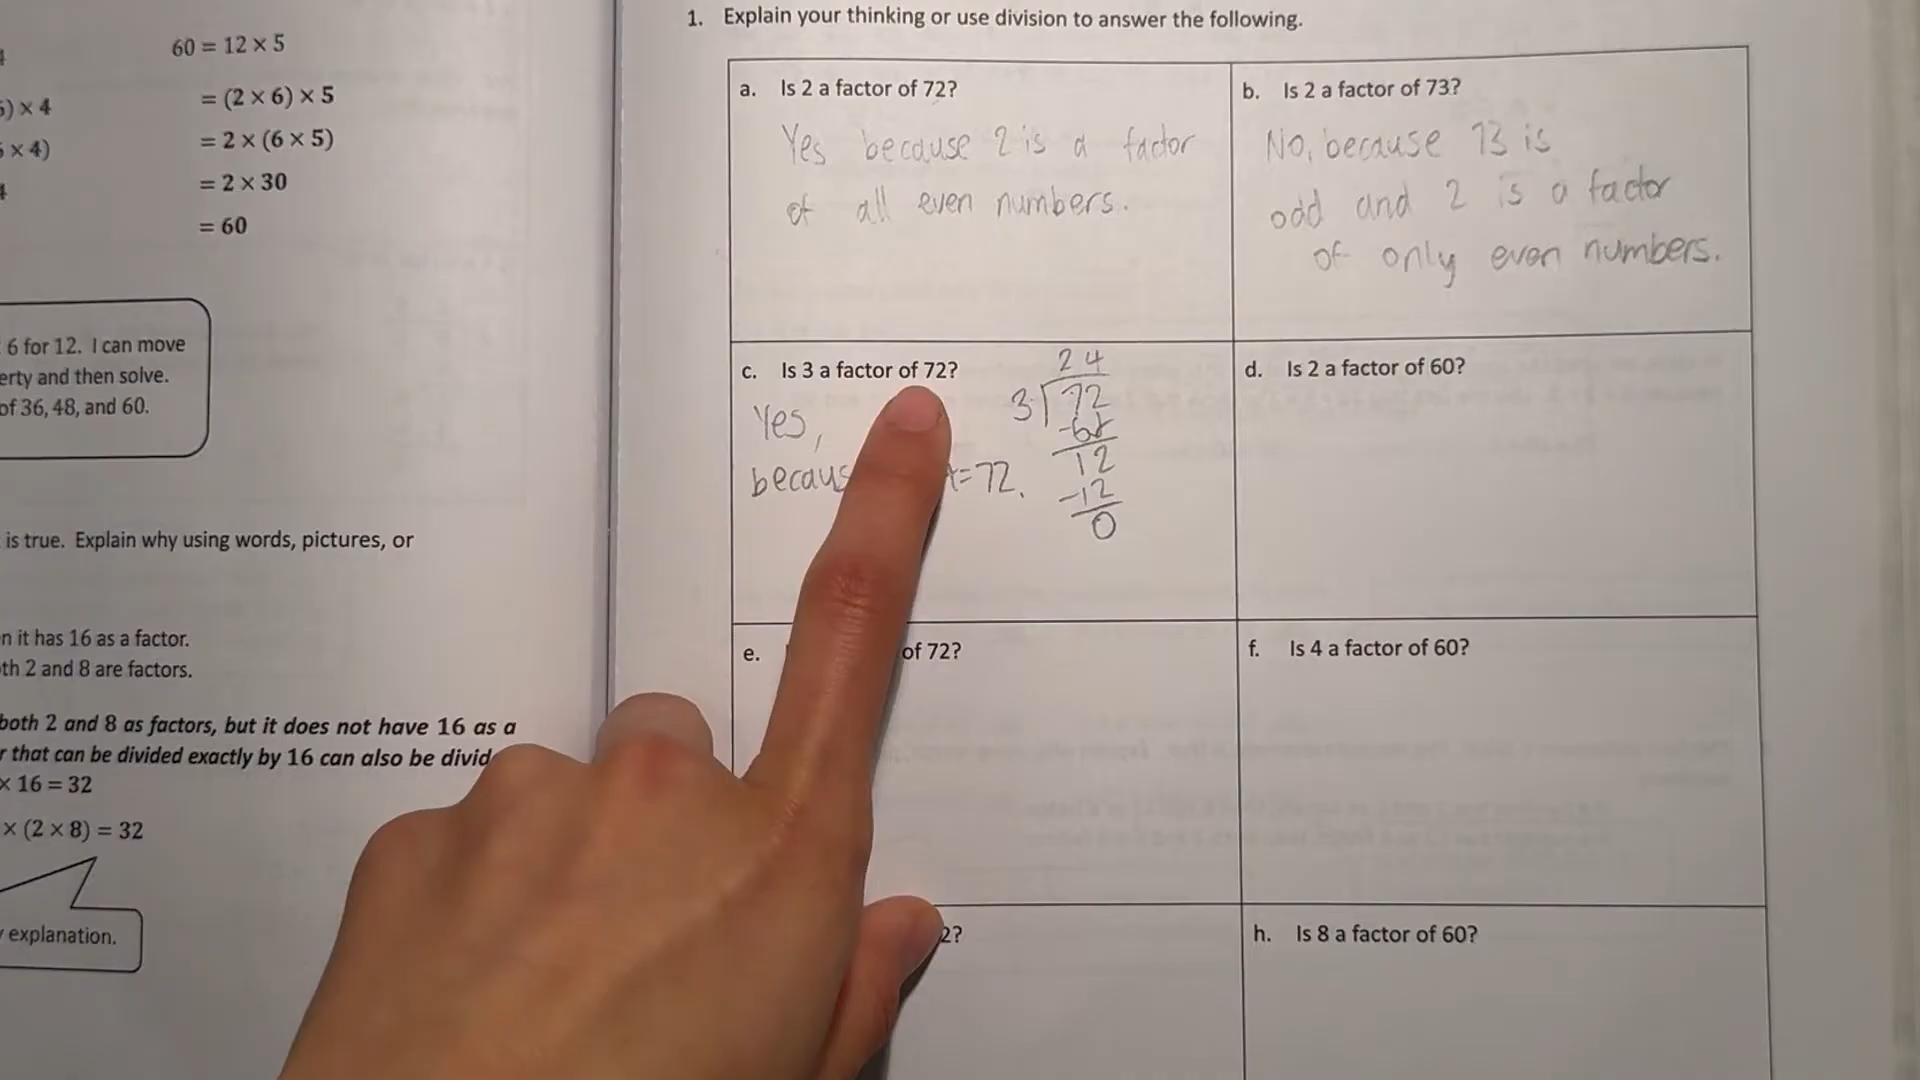 60 = 12 × 5
= (2 × 6) × 5
= 2 × (6 × 5)
= 2 × 30
= 60
) × 4
× 4)
6 for 12. I can move
and then solve.
of 36, 48, and 60.
is true. Explain why using words, pictures, or
it has 16 as a factor.
2 and 8 are factors.
both 2 and 8 as factors, but it does not have 16 as a
that can be divided exactly by 16 can also be
× 16 = 32
× (2 × 8) = 32
explanation.
1. Explain your thinking or use division to answer the following.
a. Is 2 a factor of 72?
Yes because 2 is a factor
of all even numbers.
b. Is 2 a factor of 73?
No, because 73 is
odd and 2 is a factor
of only even numbers.
c. Is 3 a factor of 72?
Yes,
=72.
24
3 72
12
-12
0
d. Is 2 a factor of 60?
e. of 72?
f. Is 4 a factor of 60?
2?
h. Is 8 a factor of 60?